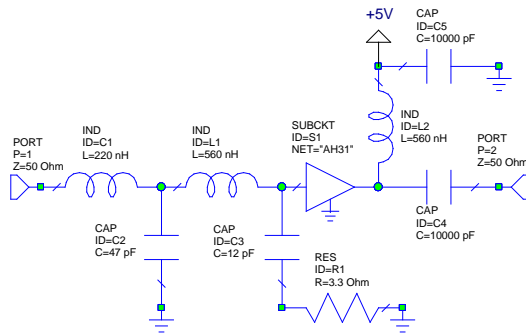 +5V
CAP
ID=C5
C=10000 pF
IND
ID=C1
L=220 nH
IND
ID=L1
L=560 nH
SUBCKT
ID=S1
NET="AH31"
IND
ID=L2
L=560 nH
PORT
P=1
Z=50 Ohm
PORT
P=2
Z=50 Ohm
CAP
ID=C2
C=47 pF
CAP
ID=C3
C=12 pF
CAP
ID=C4
C=10000 pF
RES
ID=R1
R=3.3 Ohm